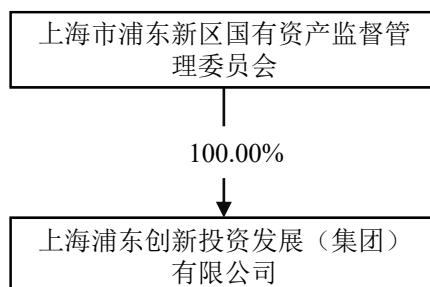 上海市浦东新区国有资产监督管
理委员会
100.00%
上海浦东创新投资发展（集团）
有限公司